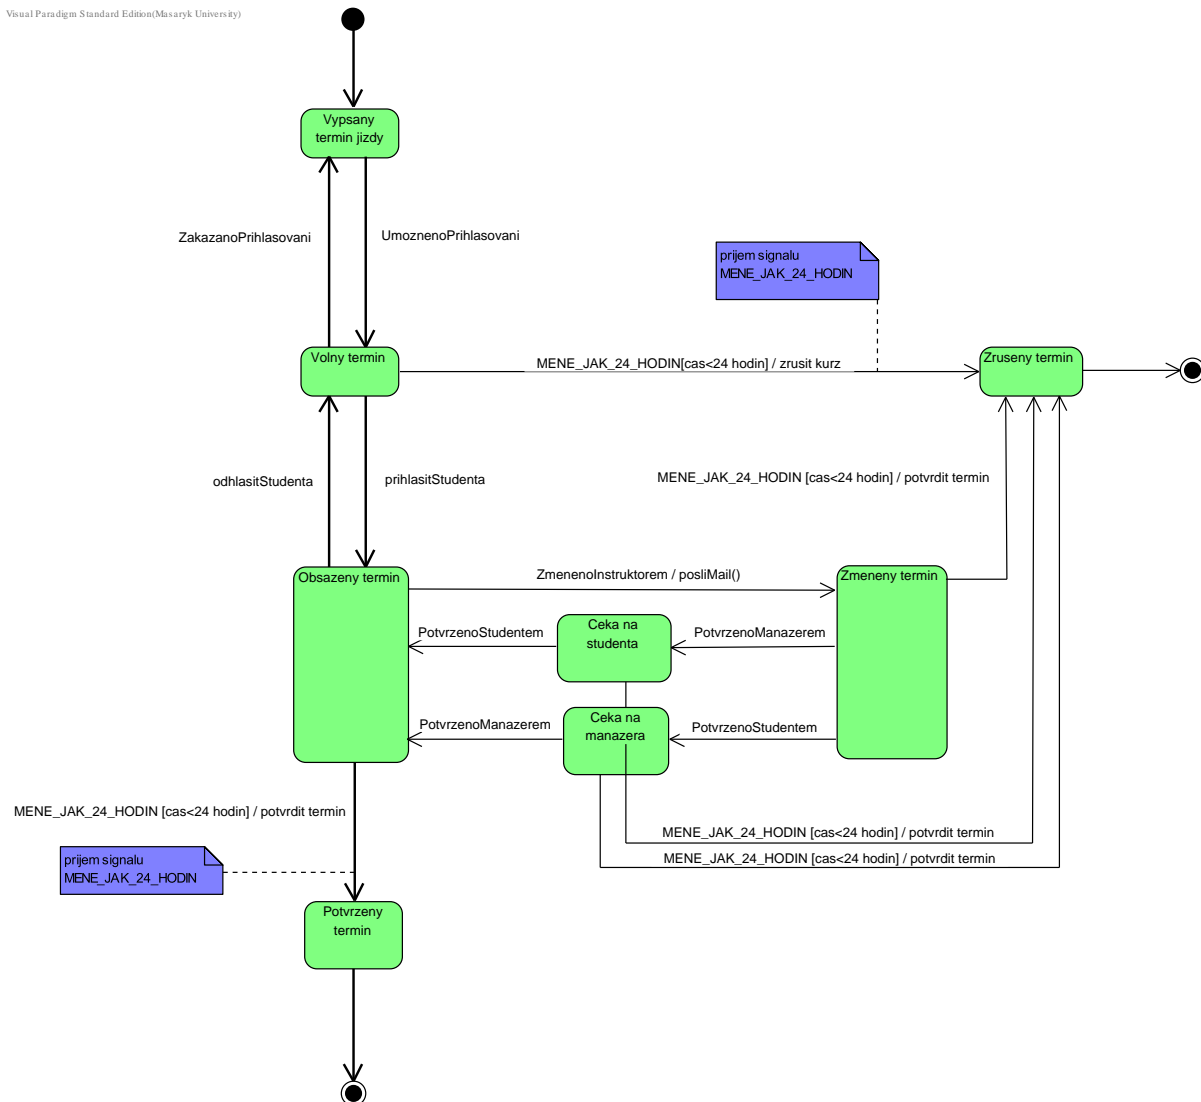 Visual Paradigm Standard Edition(Masaryk University)
Vypsany
termin jizdy
ZakazanoPrihlasovani
UmoznenoPrihlasovani
prijem signalu
MENE_JAK_24_HODIN
Volny termin
MENE_JAK_24_HODIN[cas<24 hodin] / zrusit kurz
Zruseny termin
odhlasitStudenta
prihlasitStudenta
MENE_JAK_24_HODIN [cas<24 hodin] / potvrdit termin
Obsazeny termin
ZmenenoInstruktorem / posliMail()
Zmeneny termin
Ceka na
studenta
PotvrzenoStudentem
PotvrzenoManazerem
Ceka na
manazera
PotvrzenoManazerem
PotvrzenoStudentem
MENE_JAK_24_HODIN [cas<24 hodin] / potvrdit termin
MENE_JAK_24_HODIN [cas<24 hodin] / potvrdit termin
MENE_JAK_24_HODIN [cas<24 hodin] / potvrdit termin
prijem signalu
MENE_JAK_24_HODIN
Potvrzeny
termin